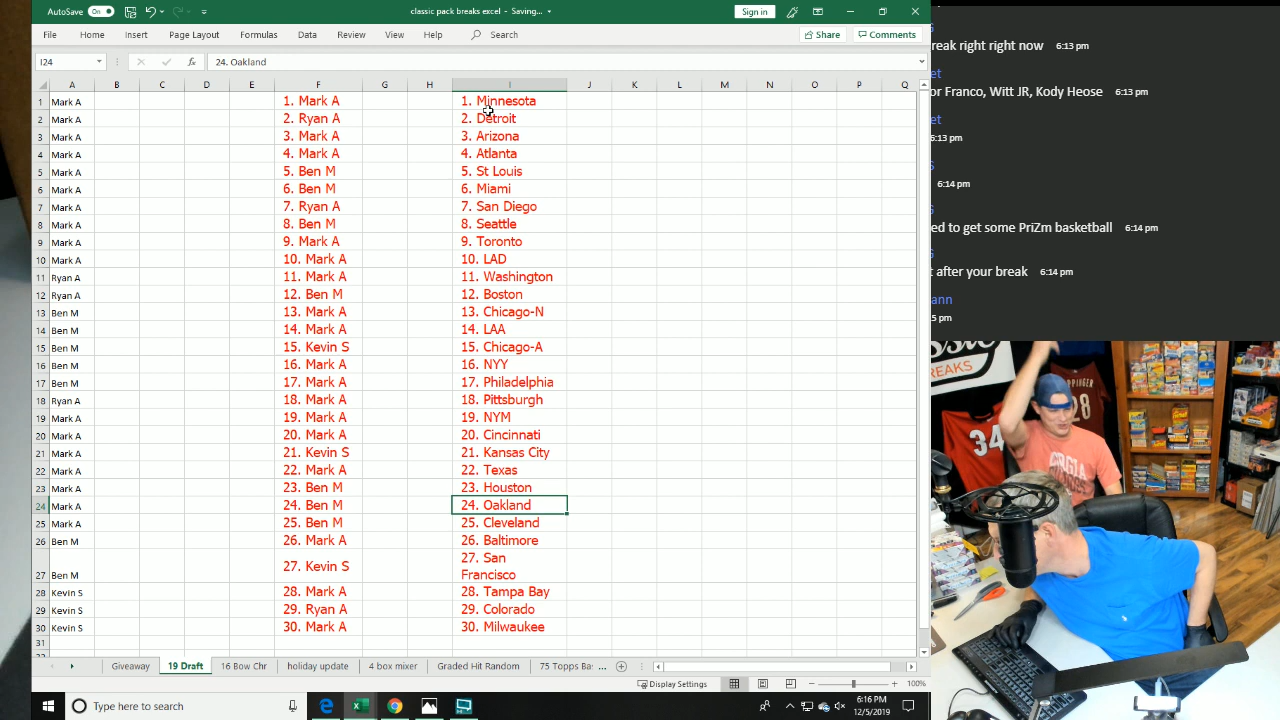 AutoSave On classic pack breaks excel - Saving... Sign in
File Home Insert Page Layout Formulas Data Review View Help Search Share Comments
I24 fx 24. Oakland
A B C D E F G H I J K L M N O P Q
1 Mark A 1. Mark A 1. Minnesota
2 Mark A 2. Ryan A 2. Detroit
3 Mark A 3. Mark A 3. Arizona
4 Mark A 4. Mark A 4. Atlanta
5 Mark A 5. Ben M 5. St Louis
6 Mark A 6. Ben M 6. Miami
7 Mark A 7. Ryan A 7. San Diego
8 Mark A 8. Ben M 8. Seattle
9 Mark A 9. Mark A 9. Toronto
10 Mark A 10. Mark A 10. LAD
11 Ryan A 11. Mark A 11. Washington
12 Ryan A 12. Ben M 12. Boston
13 Ben M 13. Mark A 13. Chicago-N
14 Ben M 14. Mark A 14. LAA
15 Ben M 15. Kevin S 15. Chicago-A
16 Ben M 16. Mark A 16. NYY
17 Ben M 17. Mark A 17. Philadelphia
18 Ryan A 18. Mark A 18. Pittsburgh
19 Mark A 19. Mark A 19. NYM
20 Mark A 20. Mark A 20. Cincinnati
21 Mark A 21. Kevin S 21. Kansas City
22 Mark A 22. Mark A 22. Texas
23 Mark A 23. Ben M 23. Houston
24 Mark A 24. Ben M 24. Oakland
25 Mark A 25. Ben M 25. Cleveland
26 Ben M 26. Mark A 26. Baltimore
27 Ben M 27. Kevin S 27. San
Francisco
28 Kevin S 28. Mark A 28. Tampa Bay
29 Kevin S 29. Ryan A 29. Colorado
30 Kevin S 30. Mark A 30. Milwaukee
31
Giveaway 19 Draft 16 Bow Chr holiday update 4 box mixer Graded Hit Random 75 Topps Ba: ...
Display Settings 100%
Type here to search 6:16 PM
12/5/2019
reak right right now 6:13 pm
et
or Franco, Witt JR, Kody Heose 6:13 pm
et
6:13 pm
S
6:14 pm
S
ed to get some PriZm basketball 6:14 pm
S
t after your break 6:14 pm
ann
5 pm
BREAKS
34
28